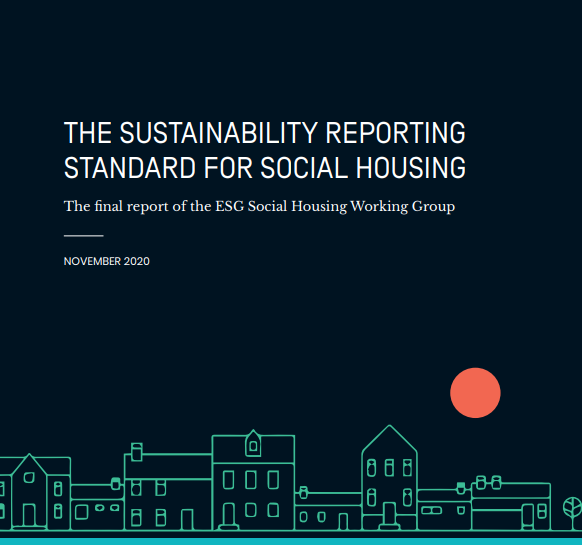 THE SUSTAINABILITY REPORTING
STANDARD FOR SOCIAL HOUSING
The final report of the ESG Social Housing Working Group
NOVEMBER 2020